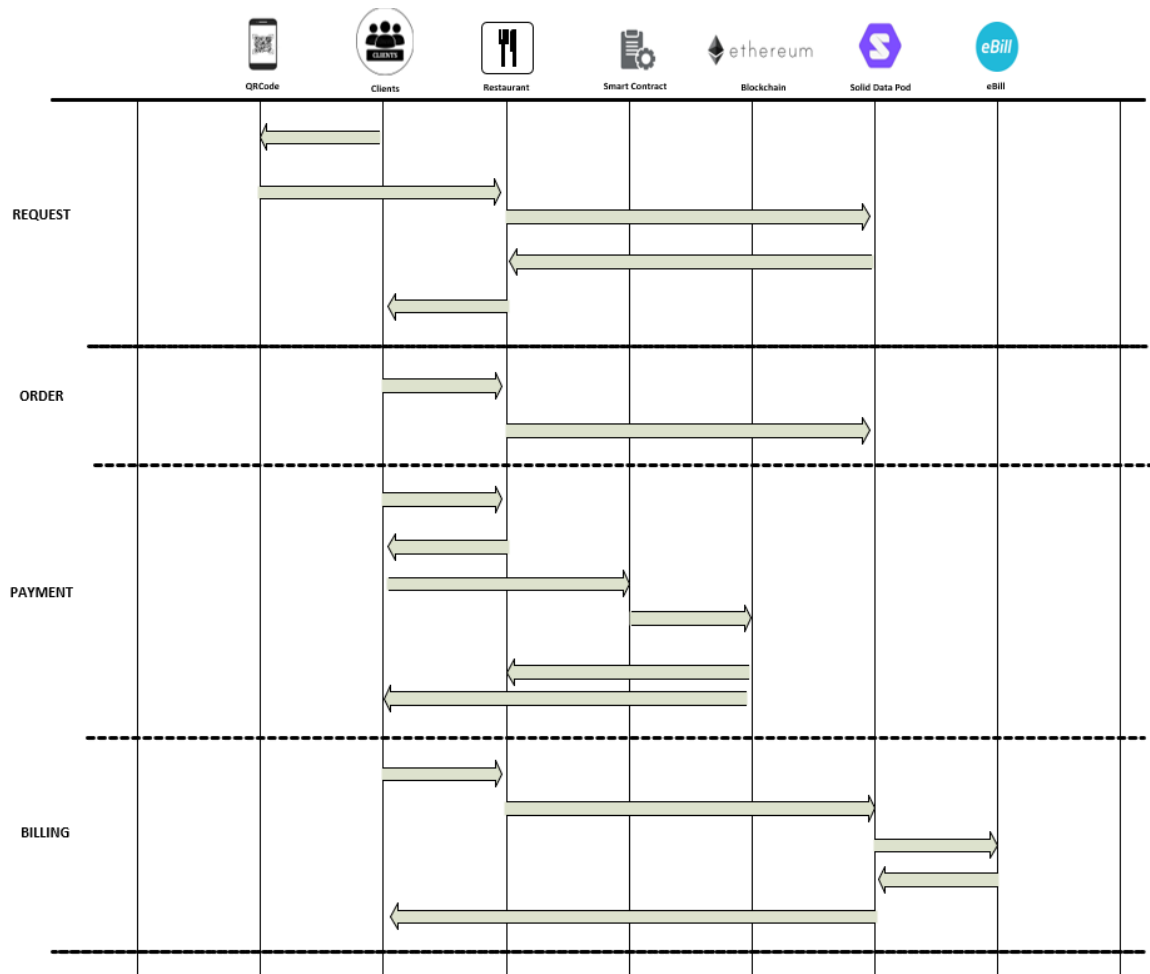 CLIENTS
ethereum
S
eBill
QRCode
Clients
Restaurant
Smart Contract
Blockchain
Solid Data Pod
eBill
REQUEST
ORDER
PAYMENT
BILLING